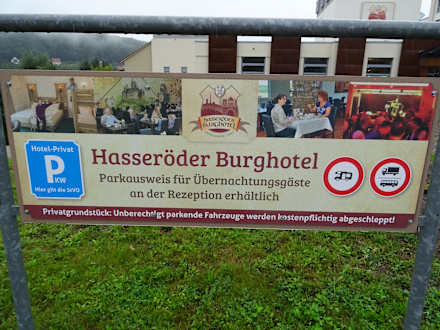 HASSERÖDER
BURGHOTEL
Hotel-Privat
P
PKW
Hier gilt die StVO
Hasseröder Burghotel
Parkausweis für Übernachtungsgäste
an der Rezeption erhältlich
Privatgrundstück: Unberechtigt parkende Fahrzeuge werden kostenpflichtig abgeschleppt!